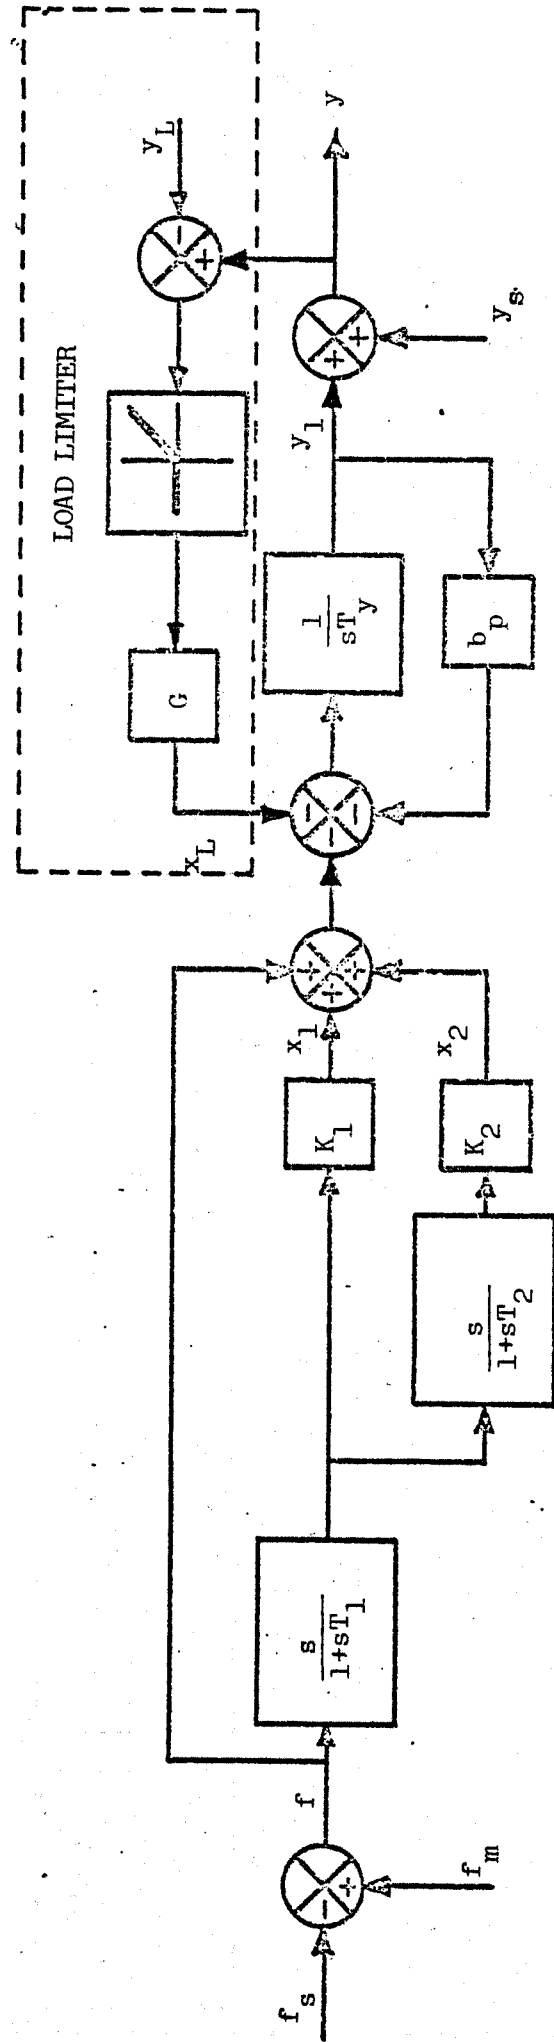 LOAD LIMITER
y_L
G
x_L
f_s
f_m
f
s
1+sT_1
K_1
x_1
s
1+sT_2
K_2
x_2
1
sT_y
b_p
y_1
y_s
y